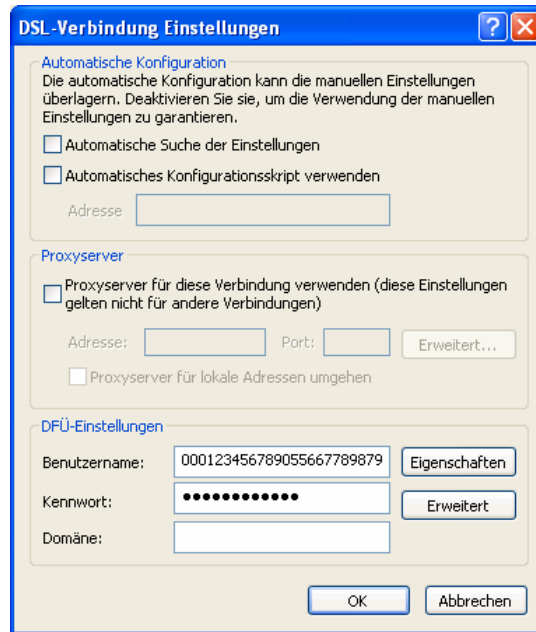 DSL-Verbindung Einstellungen
Automatische Konfiguration
Die automatische Konfiguration kann die manuellen Einstellungen
überlagern. Deaktivieren Sie sie, um die Verwendung der manuellen
Einstellungen zu garantieren.
Automatische Suche der Einstellungen
Automatisches Konfigurationsskript verwenden
Adresse
Proxyserver
Proxyserver für diese Verbindung verwenden (diese Einstellungen
gelten nicht für andere Verbindungen)
Adresse: Port: Erweitert...
Proxyserver für lokale Adressen umgehen
DFÜ-Einstellungen
Benutzername: 000123456789055667789879 Eigenschaften
Kennwort: ●●●●●●●●●●●● Erweitert
Domäne:
OK Abbrechen